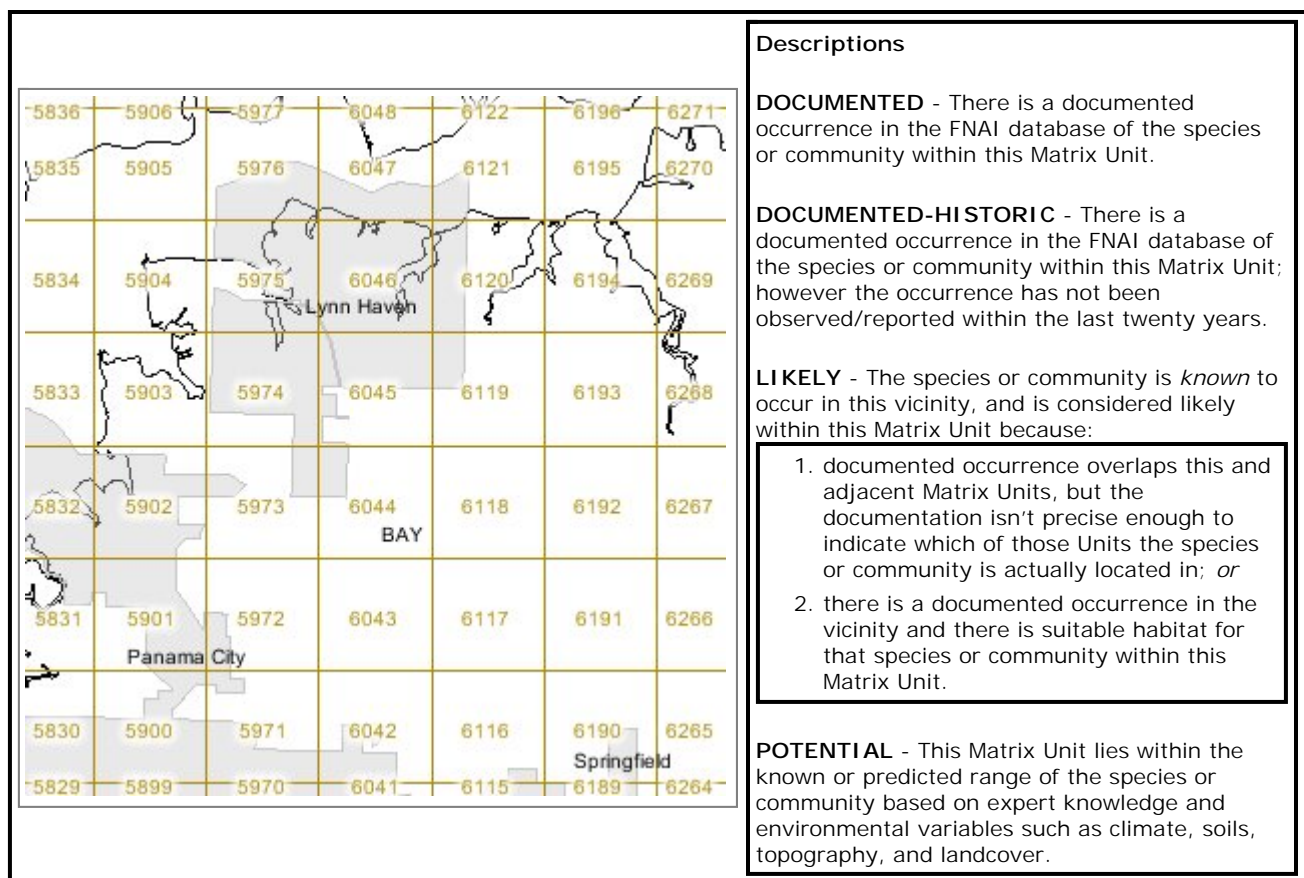 5836 5906 5977 6048 6122 6196 6271
5835 5905 5976 6047 6121 6195 6270
5834 5904 5975 6046 6120 6194 6269
Lynn Haven
5833 5903 5974 6045 6119 6193 6268
5832 5902 5973 6044 6118 6192 6267
BAY
5831 5901 5972 6043 6117 6191 6266
Panama City
5830 5900 5971 6042 6116 6190 6265
Springfield
5829 5899 5970 6041 6115 6189 6264
Descriptions
DOCUMENTED - There is a documented
occurrence in the FNAI database of the species
or community within this Matrix Unit.
DOCUMENTED-HISTORIC - There is a
documented occurrence in the FNAI database of
the species or community within this Matrix Unit;
however the occurrence has not been
observed/reported within the last twenty years.
LIKELY - The species or community is known to
occur in this vicinity, and is considered likely
within this Matrix Unit because:
1. documented occurrence overlaps this and
adjacent Matrix Units, but the
documentation isn't precise enough to
indicate which of those Units the species
or community is actually located in; or
2. there is a documented occurrence in the
vicinity and there is suitable habitat for
that species or community within this
Matrix Unit.
POTENTIAL - This Matrix Unit lies within the
known or predicted range of the species or
community based on expert knowledge and
environmental variables such as climate, soils,
topography, and landcover.